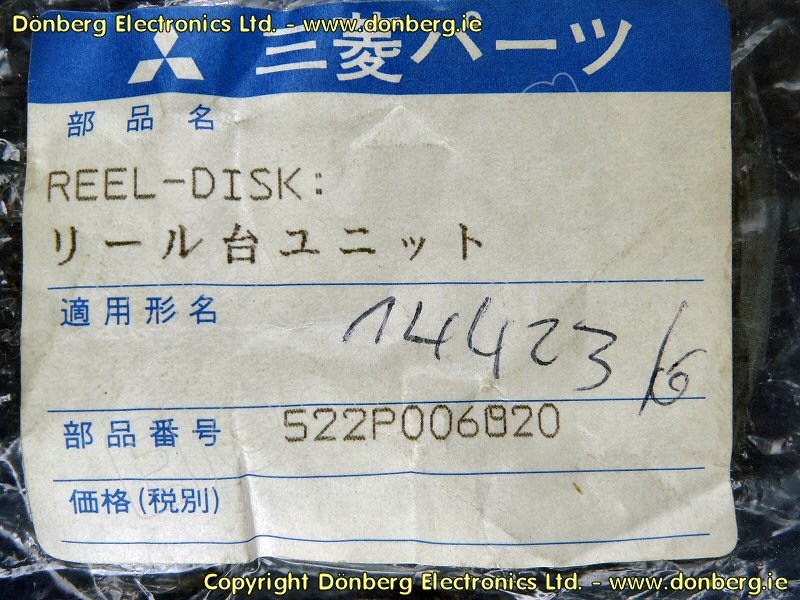 Dönberg Electronics Ltd. - www.donberg.ie
三菱パーツ
部品名
REEL-DISK:
リール台ユニット
適用形名
14423/6
部品番号 522P006020
価格(税別)
Copyright Dönberg Electronics Ltd. - www.donberg.ie